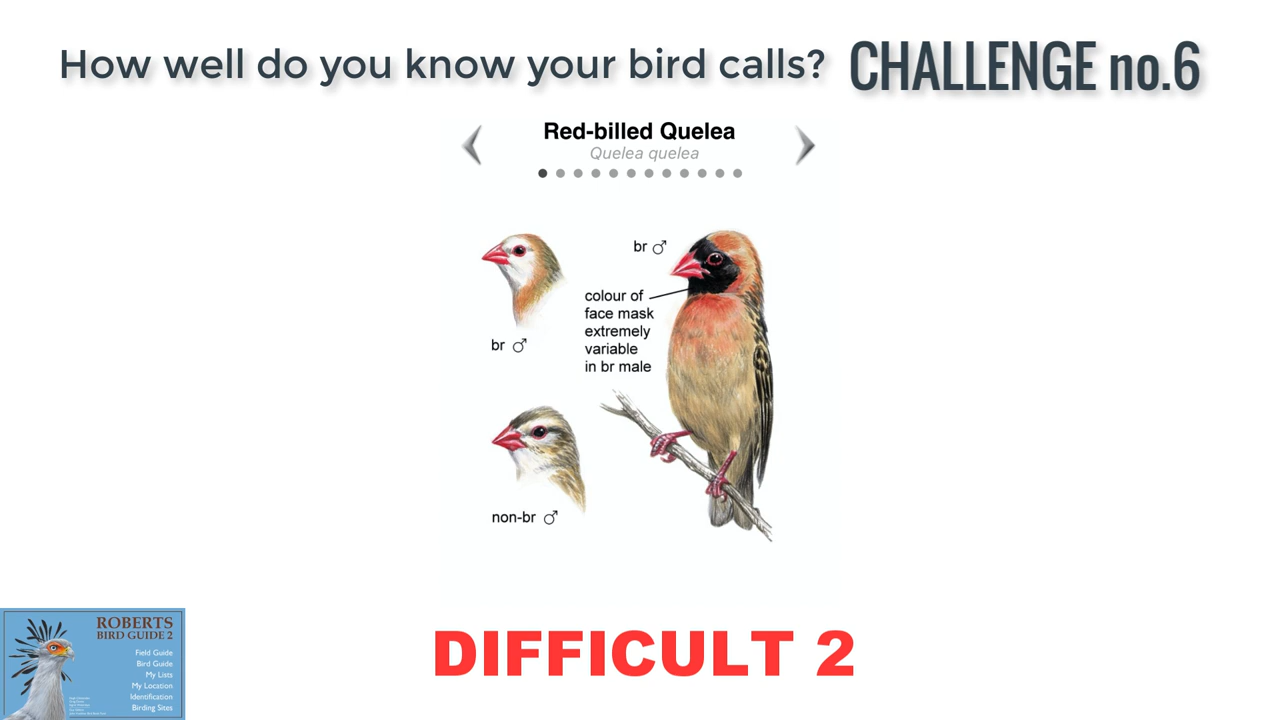 How well do you know your bird calls? CHALLENGE no.6
Red-billed Quelea
Quelea quelea
br ♂
br ♂
colour of
face mask
extremely
variable
in br male
non-br ♂
DIFFICULT 2
ROBERTS
BIRD GUIDE 2
Field Guide
Bird Guide
My Lists
My Location
Identification
Birding Sites